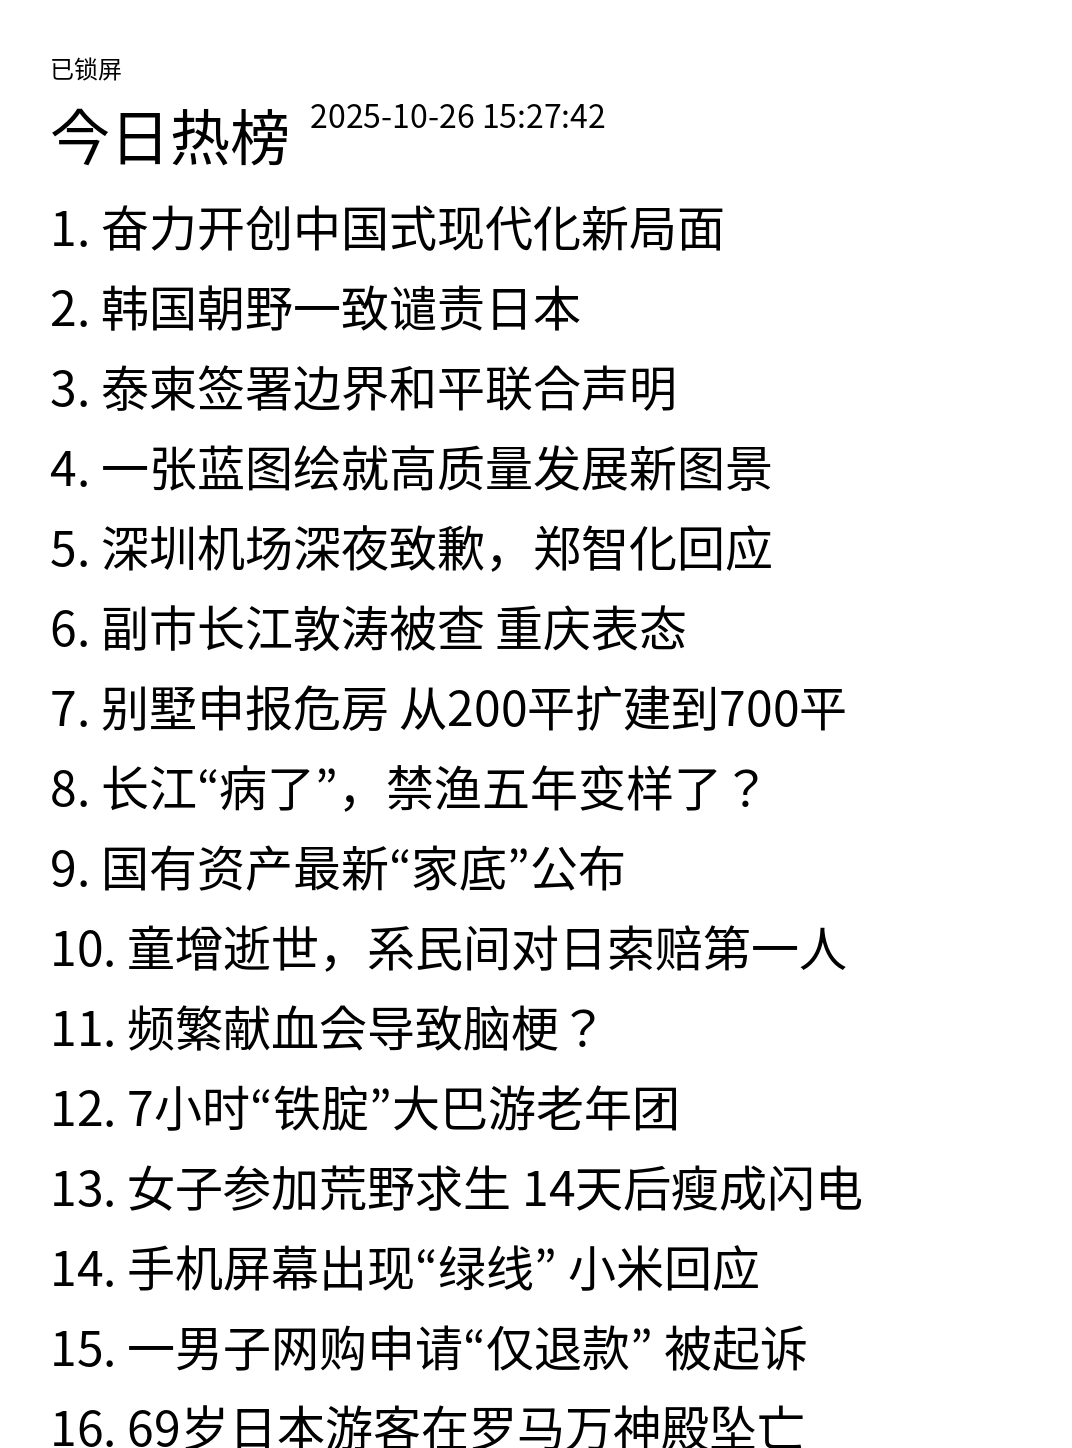 已锁屏
今日热榜 2025-10-26 15:27:42
1. 奋力开创中国式现代化新局面
2. 韩国朝野一致谴责日本
3. 泰柬签署边界和平联合声明
4. 一张蓝图绘就高质量发展新图景
5. 深圳机场深夜致歉，郑智化回应
6. 副市长江敦涛被查 重庆表态
7. 别墅申报危房 从200平扩建到700平
8. 长江“病了”，禁渔五年变样了？
9. 国有资产最新“家底”公布
10. 童增逝世，系民间对日索赔第一人
11. 频繁献血会导致脑梗？
12. 7小时“铁腚”大巴游老年团
13. 女子参加荒野求生 14天后瘦成闪电
14. 手机屏幕出现“绿线” 小米回应
15. 一男子网购申请“仅退款” 被起诉
16. 69岁日本游客在罗马万神殿坠亡